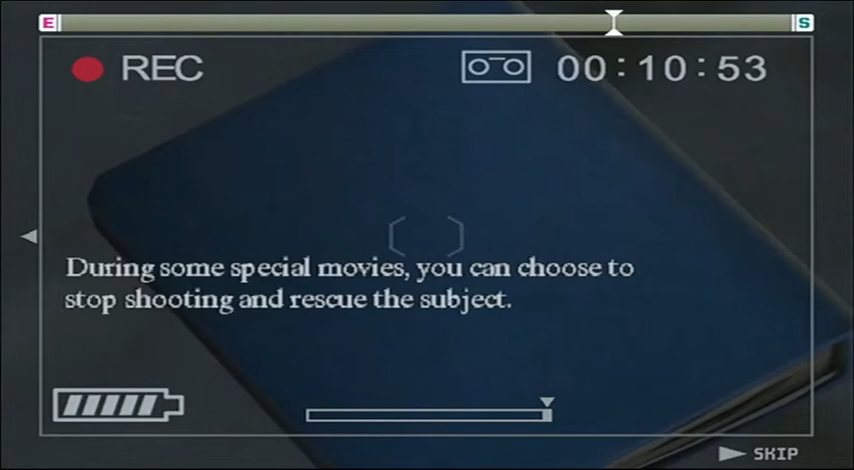 E
S
REC
00:10:53
During some special movies, you can choose to
stop shooting and rescue the subject.
SKIP